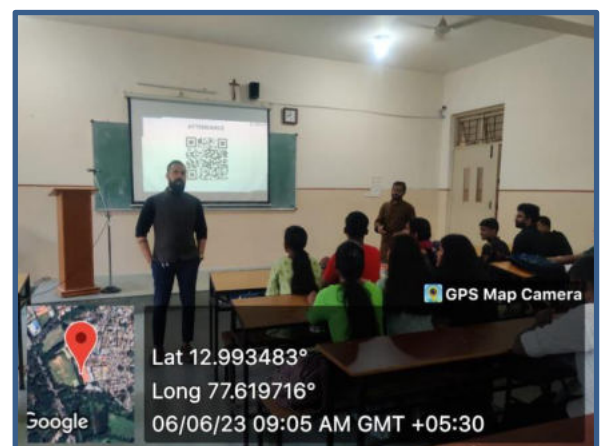 ATTENDANCE
GPS Map Camera
Lat 12.993483°
Long 77.619716°
06/06/23 09:05 AM GMT +05:30
Google